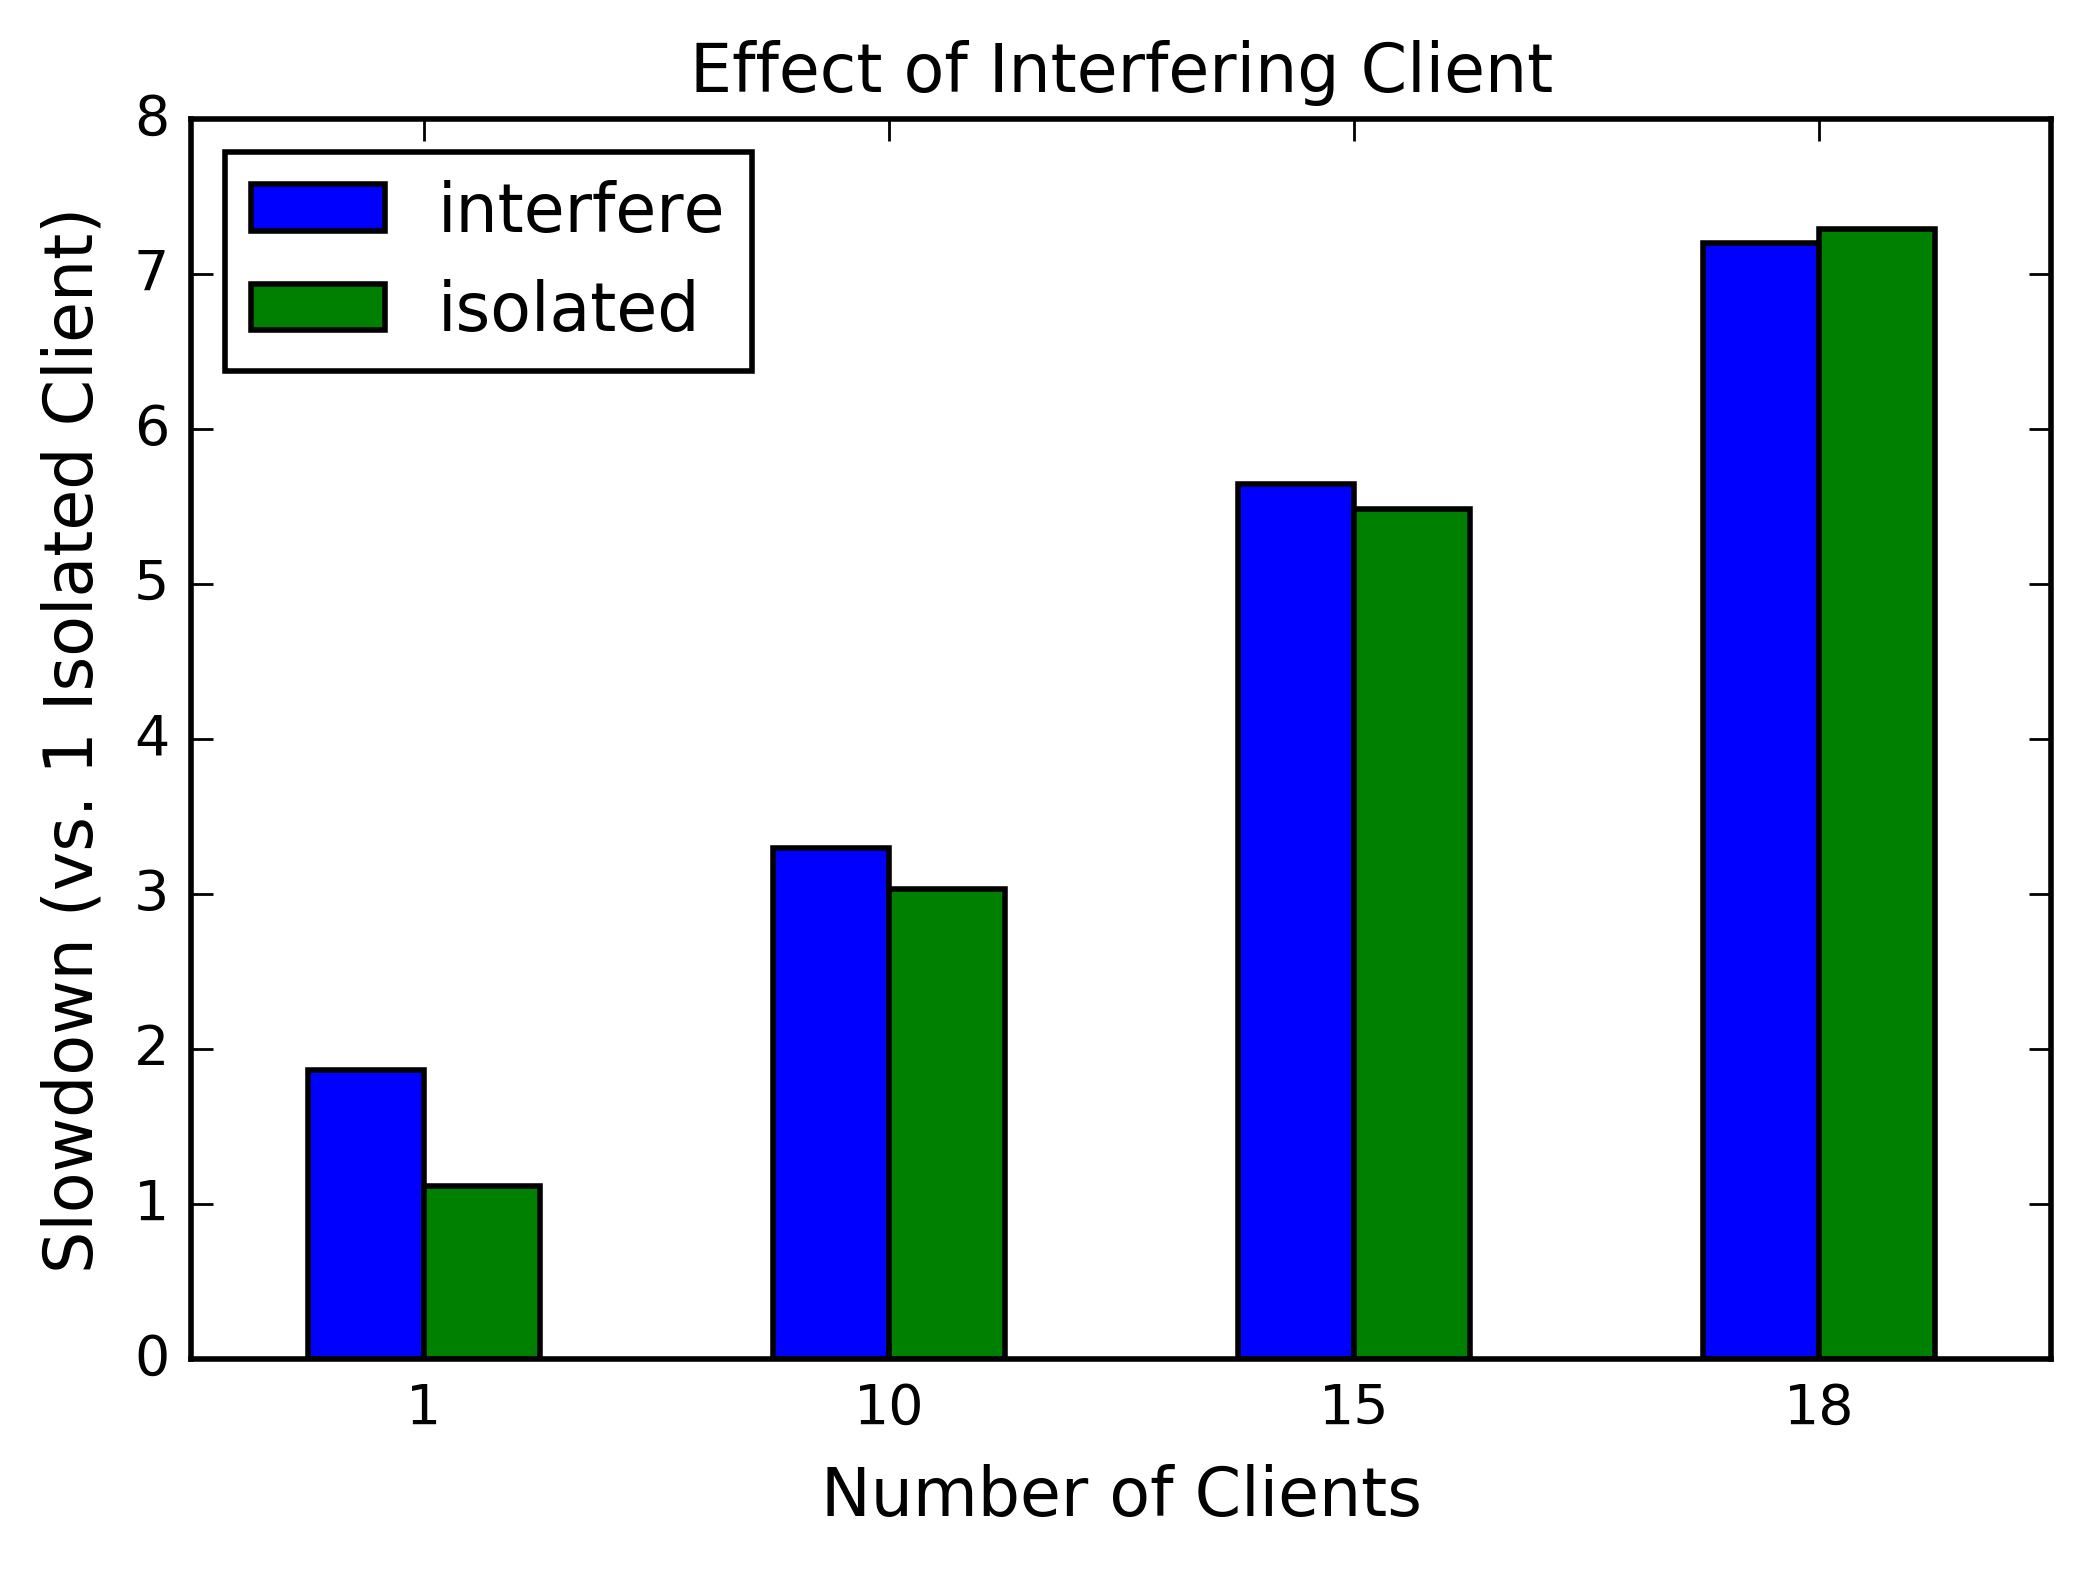 Effect of Interfering Client
Slowdown (vs. 1 Isolated Client)
8
7
6
5
4
3
2
1
0
interfere
isolated
1 10 15 18
Number of Clients